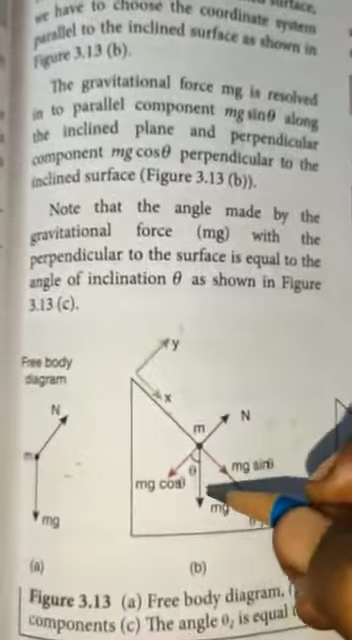 we have to choose the coordinate system
parallel to the inclined surface as shown in
Figure 3.13 (b).
The gravitational force mg is resolved
in to parallel component mg sinθ along
the inclined plane and perpendicular
component mg cosθ perpendicular to the
inclined surface (Figure 3.13 (b)).
Note that the angle made by the
gravitational force (mg) with the
perpendicular to the surface is equal to the
angle of inclination θ as shown in Figure
3.13 (c).
Free body
diagram
N
m
mg
(a)
y
x
m
N
θ
mg sinθ
mg cosθ
mg
θ
(b)
Figure 3.13 (a) Free body diagram,
components (c) The angle θ, is equal